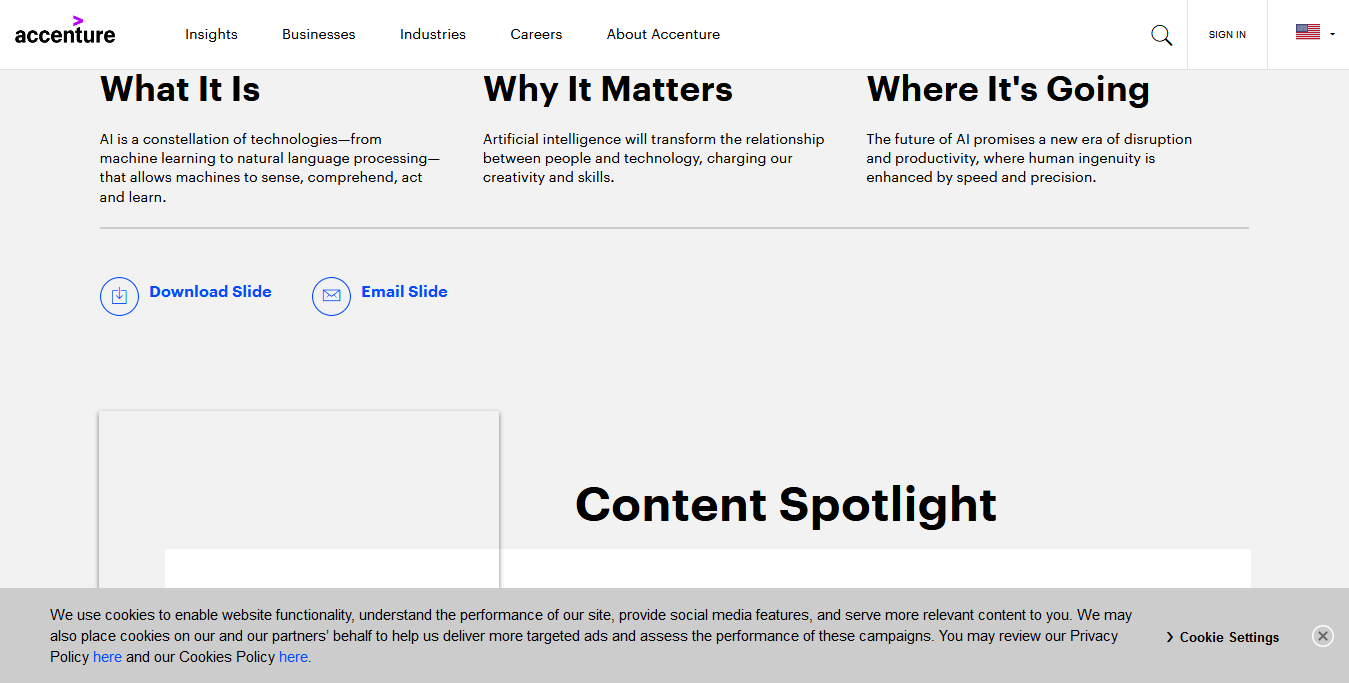 accenture
Insights
Businesses
Industries
Careers
About Accenture
SIGN IN
What It Is
AI is a constellation of technologies—from
machine learning to natural language processing—
that allows machines to sense, comprehend, act
and learn.
Why It Matters
Artificial intelligence will transform the relationship
between people and technology, charging our
creativity and skills.
Where It's Going
The future of AI promises a new era of disruption
and productivity, where human ingenuity is
enhanced by speed and precision.
Download Slide
Email Slide
Content Spotlight
We use cookies to enable website functionality, understand the performance of our site, provide social media features, and serve more relevant content to you. We may
also place cookies on our and our partners’ behalf to help us deliver more targeted ads and assess the performance of these campaigns. You may review our Privacy
Policy here and our Cookies Policy here.
Cookie Settings